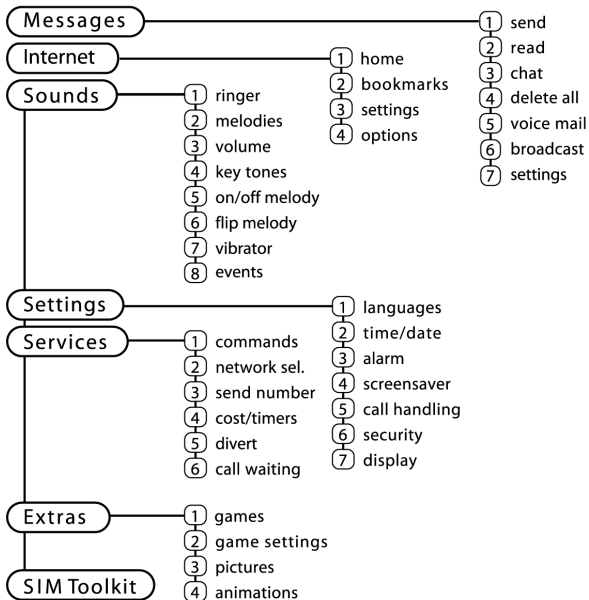 Messages
1 send
2 read
3 chat
4 delete all
5 voice mail
6 broadcast
7 settings
Internet
1 home
2 bookmarks
3 settings
4 options
Sounds
1 ringer
2 melodies
3 volume
4 key tones
5 on/off melody
6 flip melody
7 vibrator
8 events
Settings
1 languages
2 time/date
3 alarm
4 screensaver
5 call handling
6 security
7 display
Services
1 commands
2 network sel.
3 send number
4 cost/timers
5 divert
6 call waiting
Extras
1 games
2 game settings
3 pictures
4 animations
SIM Toolkit